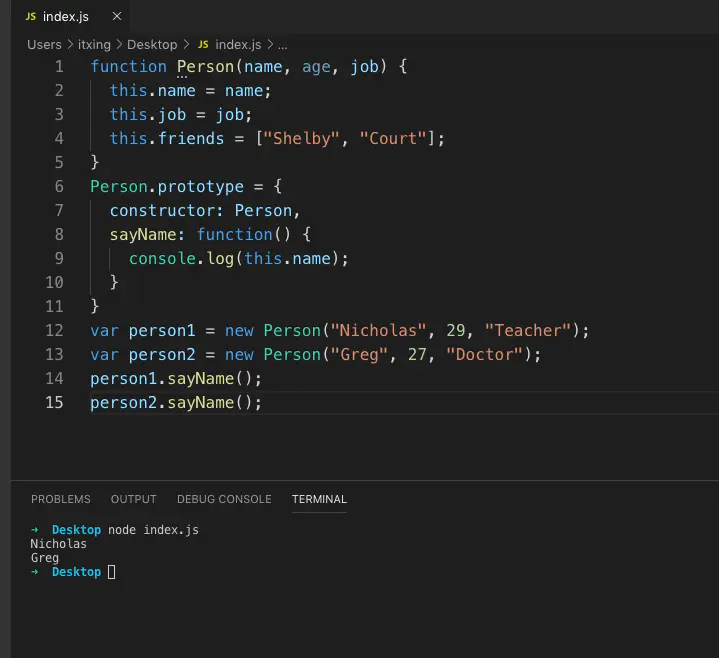 JS index.js ×
Users > itxing > Desktop > JS index.js > ...
1 function Person(name, age, job) {
2 this.name = name;
3 this.job = job;
4 this.friends = ["Shelby", "Court"];
5 }
6 Person.prototype = {
7 constructor: Person,
8 sayName: function() {
9 console.log(this.name);
10 }
11 }
12 var person1 = new Person("Nicholas", 29, "Teacher");
13 var person2 = new Person("Greg", 27, "Doctor");
14 person1.sayName();
15 person2.sayName();
PROBLEMS OUTPUT DEBUG CONSOLE TERMINAL
→ Desktop node index.js
Nicholas
Greg
→ Desktop